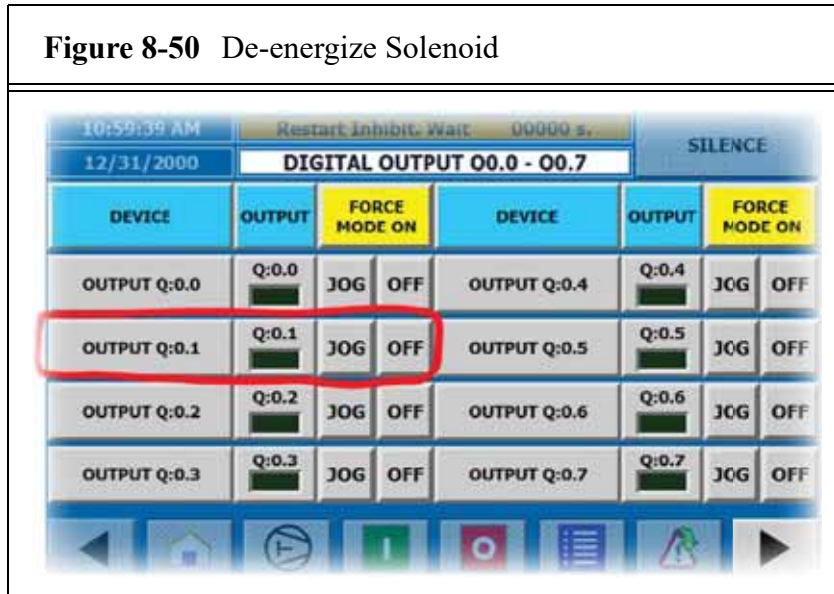 Figure 8-50 De-energize Solenoid
10:59:39 AM
Restart Inhibit. Wait 00000 s.
SILENCE
12/31/2000
DIGITAL OUTPUT Q0.0 - Q0.7
DEVICE OUTPUT FORCE MODE ON DEVICE OUTPUT FORCE MODE ON
OUTPUT Q:0.0 Q:0.0 JOG OFF OUTPUT Q:0.4 Q:0.4 JOG OFF
OUTPUT Q:0.1 Q:0.1 JOG OFF OUTPUT Q:0.5 Q:0.5 JOG OFF
OUTPUT Q:0.2 Q:0.2 JOG OFF OUTPUT Q:0.6 Q:0.6 JOG OFF
OUTPUT Q:0.3 Q:0.3 JOG OFF OUTPUT Q:0.7 Q:0.7 JOG OFF